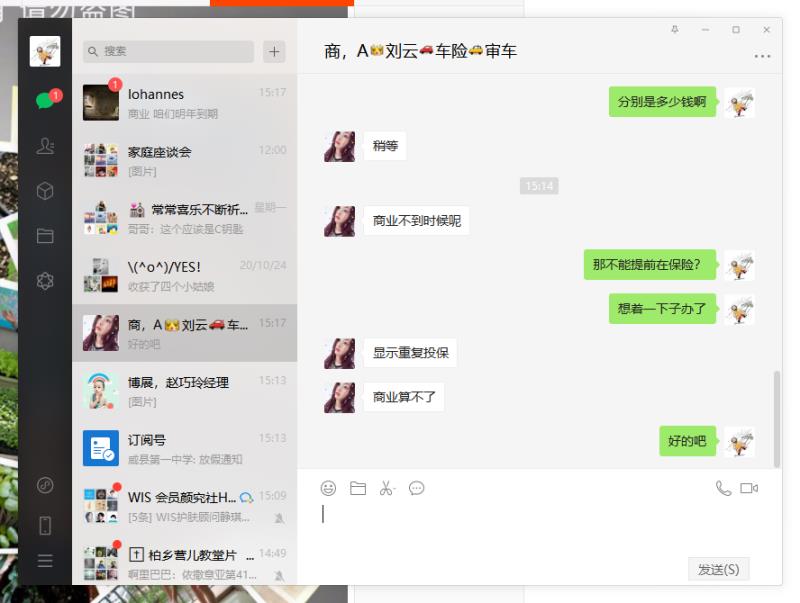 请勿盗图
搜索
商，A刘云车险审车
1
Iohannes
15:17
商业 咱们明年到期
1
家庭座谈会
12:00
[图片]
常常喜乐不断祈...
星期一
哥哥：这个应该是C钥匙
\(^o^)/YES!
20/10/24
收获了四个小姑娘
商，A刘云车...
15:17
好的吧
博展，赵巧玲经理
15:13
[图片]
订阅号
15:13
威县第一中学: 放假通知
WIS 会员颜究社H...
15:09
[5条] WIS护肤顾问静琪...
柏乡营儿教堂片 ...
14:49
啊里巴巴：依撒意亚第41...
分别是多少钱啊
稍等
15:14
商业不到时候呢
那不能提前在保险?
想着一下子办了
显示重复投保
商业算不了
好的吧
发送(S)